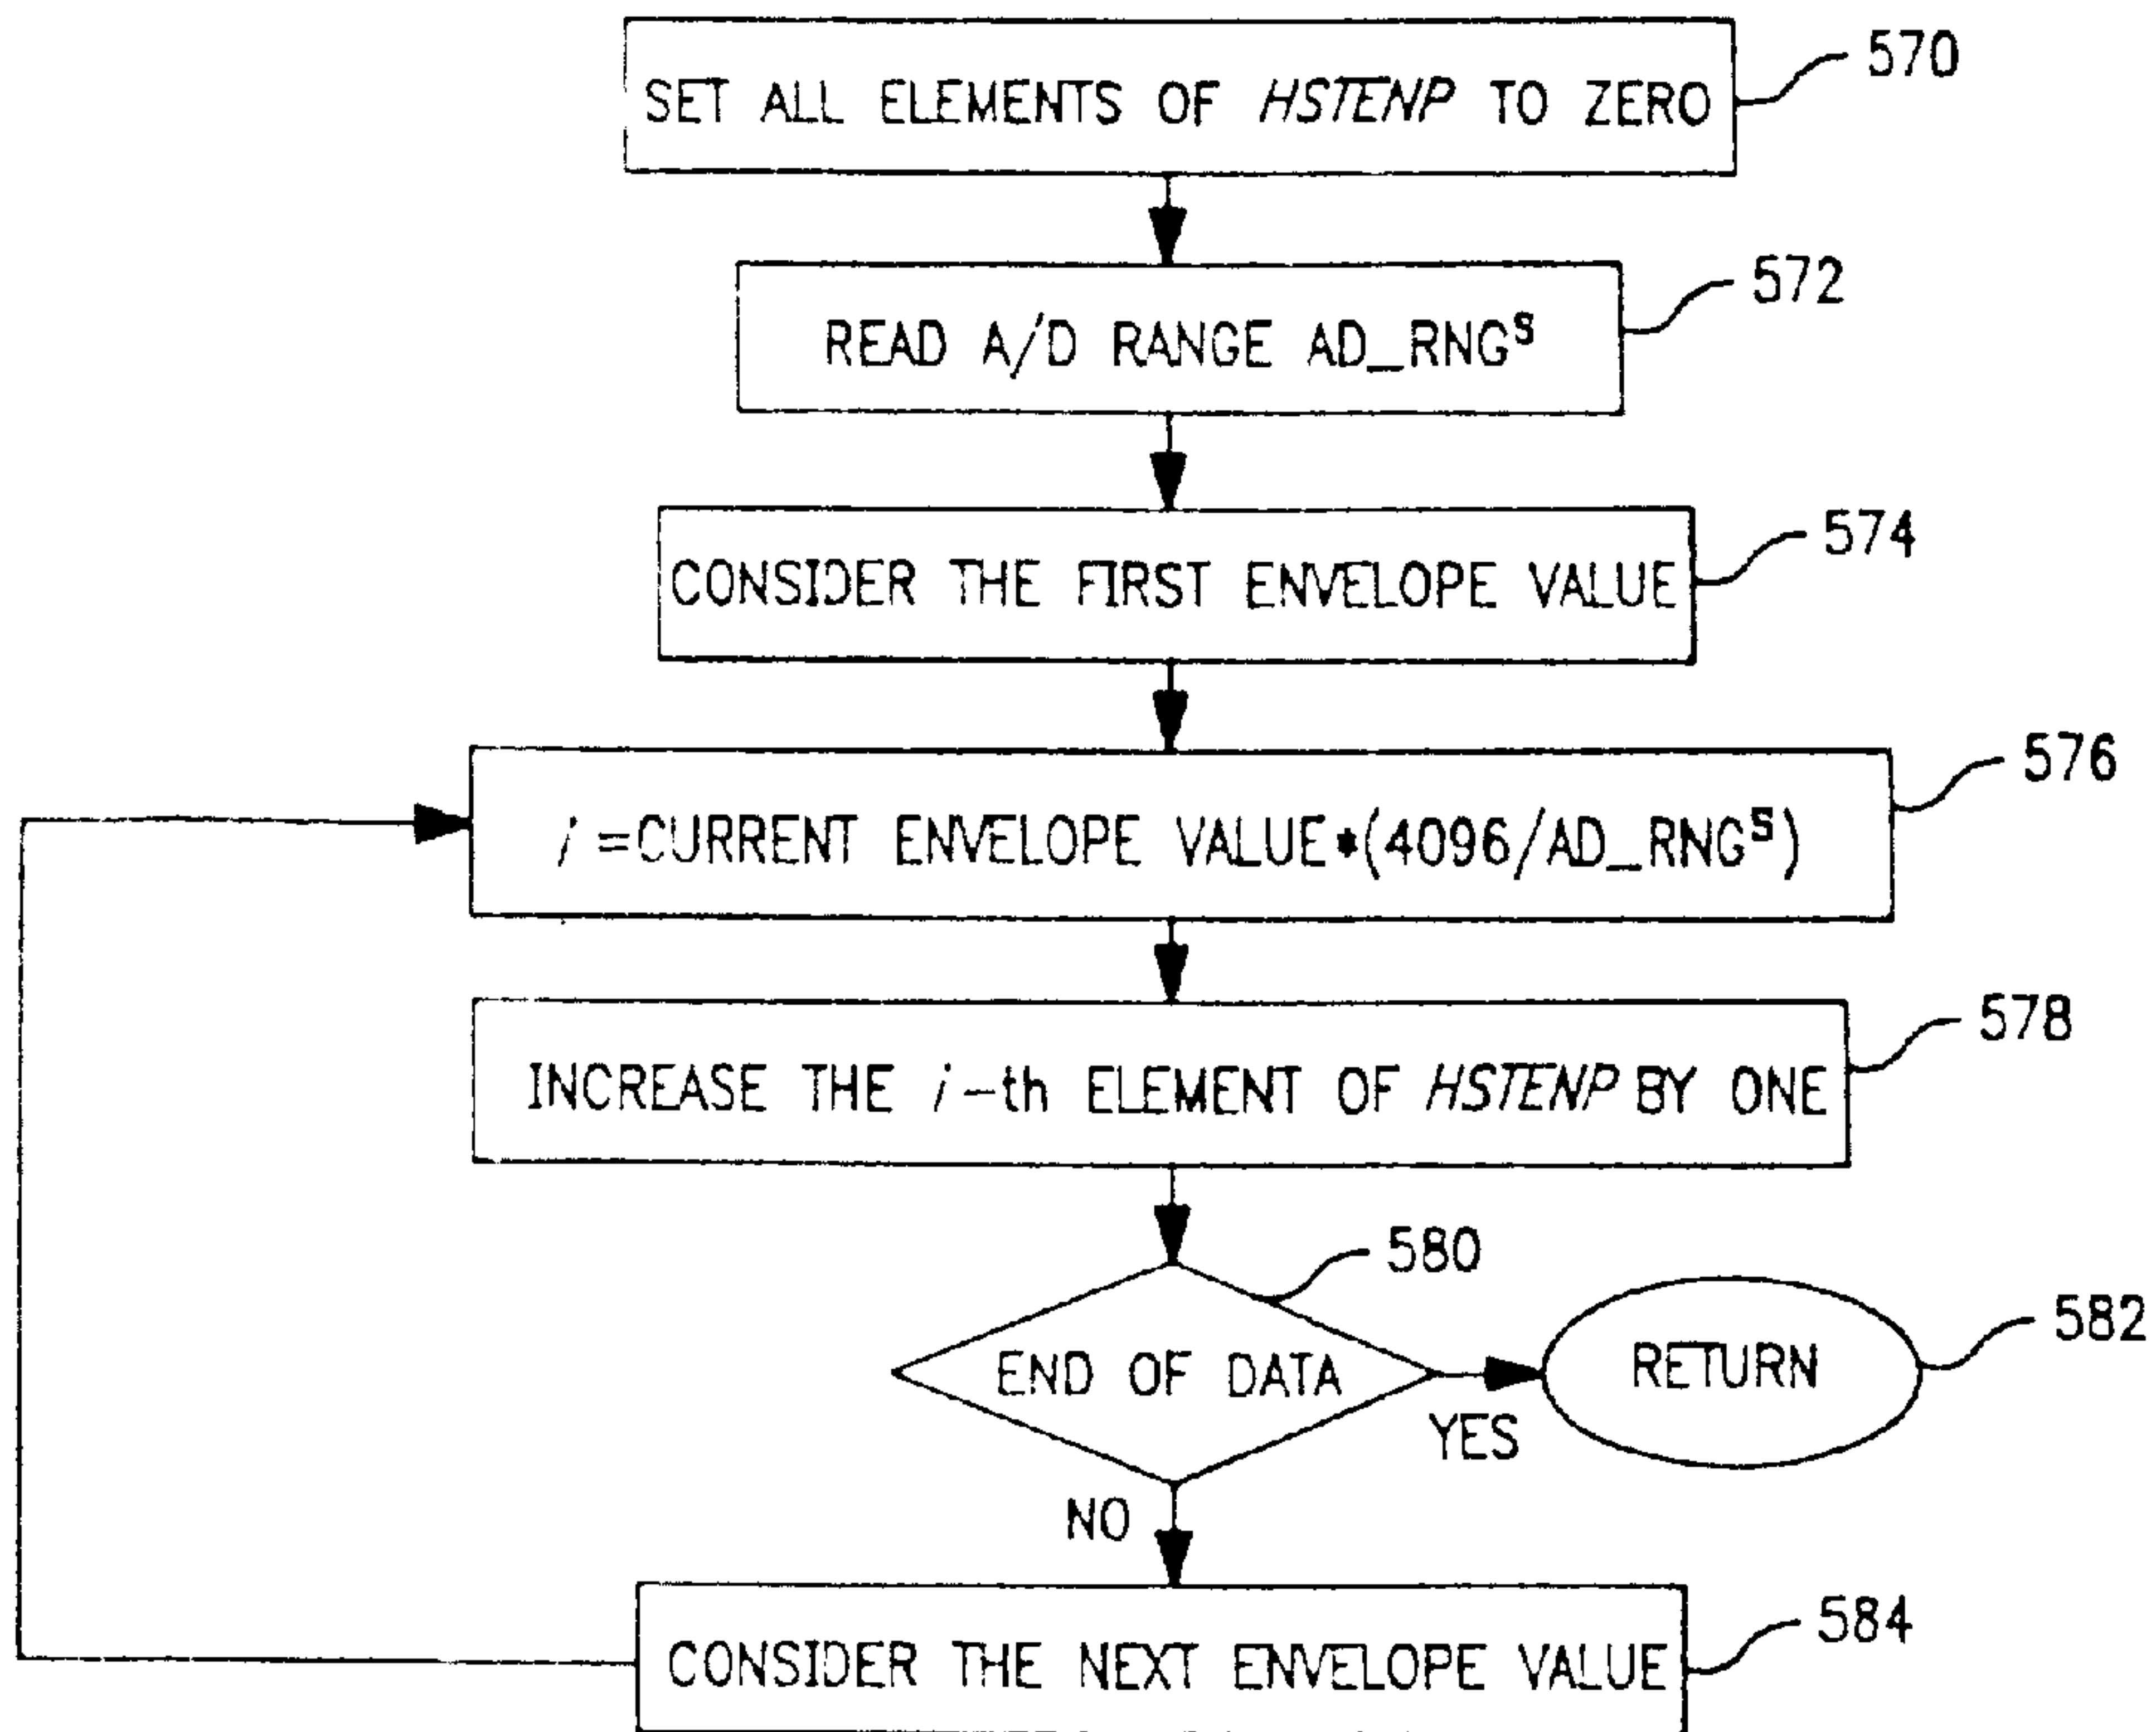 SET ALL ELEMENTS OF HSTENP TO ZERO
570
READ A/D RANGE AD_RNGˢ
572
CONSIDER THE FIRST ENVELOPE VALUE
574
i =CURRENT ENVELOPE VALUE*(4096/AD_RNGˢ)
576
INCREASE THE i-th ELEMENT OF HSTENP BY ONE
578
580
END OF DATA
YES
RETURN
582
NO
CONSIDER THE NEXT ENVELOPE VALUE
584